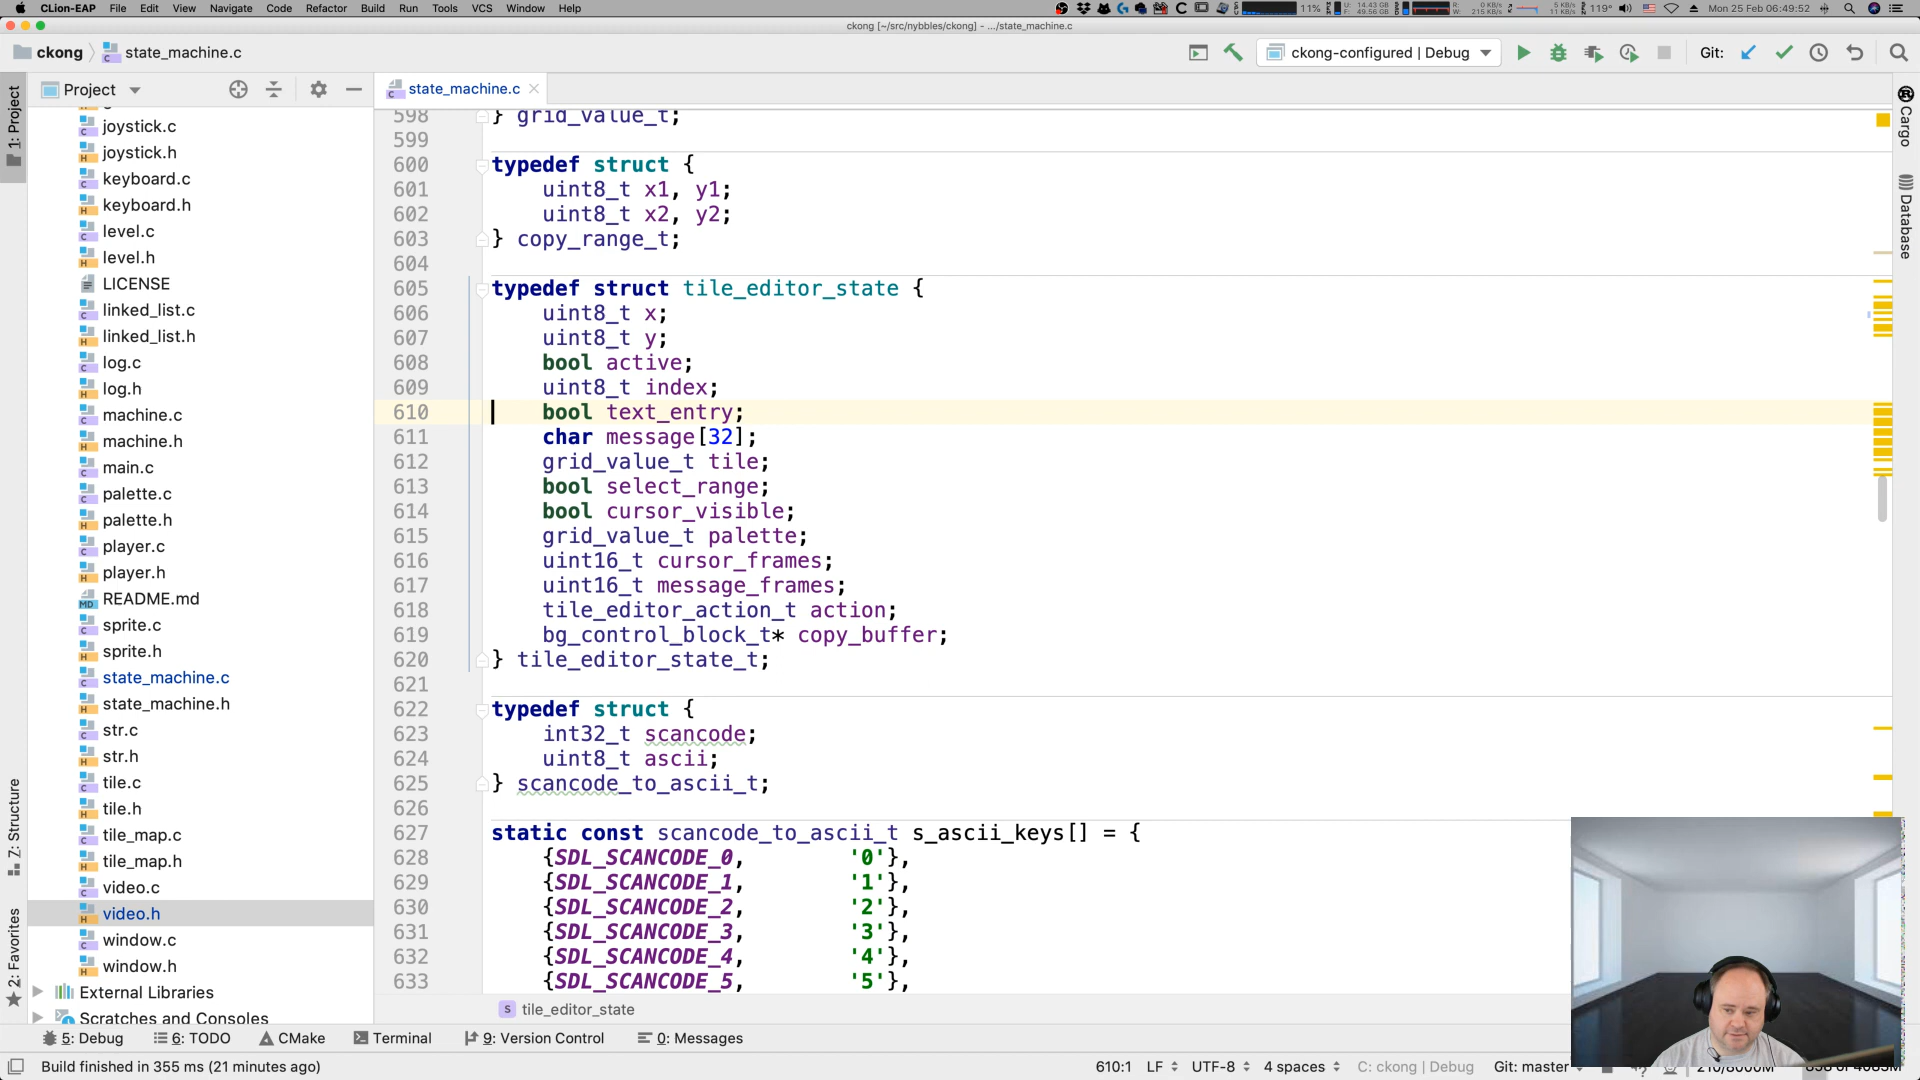 CLion-EAP File Edit View Navigate Code Refactor Build Run Tools VCS Window Help
11% Mon 25 Feb 06:49:52
ckong [~/src/nybbles/ckong] - .../state_machine.c
ckong state_machine.c
ckong-configured | Debug
Git:
Project
state_machine.c
1: Project
Z: Structure
2: Favorites
Cargo
Database
joystick.c
joystick.h
keyboard.c
keyboard.h
level.c
level.h
LICENSE
linked_list.c
linked_list.h
log.c
log.h
machine.c
machine.h
main.c
palette.c
palette.h
player.c
player.h
README.md
sprite.c
sprite.h
state_machine.c
state_machine.h
str.c
str.h
tile.c
tile.h
tile_map.c
tile_map.h
video.c
video.h
window.c
window.h
External Libraries
Scratches and Consoles
598 } grid_value_t;
599
600 typedef struct {
601 uint8_t x1, y1;
602 uint8_t x2, y2;
603 } copy_range_t;
604
605 typedef struct tile_editor_state {
606 uint8_t x;
607 uint8_t y;
608 bool active;
609 uint8_t index;
610 bool text_entry;
611 char message[32];
612 grid_value_t tile;
613 bool select_range;
614 bool cursor_visible;
615 grid_value_t palette;
616 uint16_t cursor_frames;
617 uint16_t message_frames;
618 tile_editor_action_t action;
619 bg_control_block_t* copy_buffer;
620 } tile_editor_state_t;
621
622 typedef struct {
623 int32_t scancode;
624 uint8_t ascii;
625 } scancode_to_ascii_t;
626
627 static const scancode_to_ascii_t s_ascii_keys[] = {
628 {SDL_SCANCODE_0, '0'},
629 {SDL_SCANCODE_1, '1'},
630 {SDL_SCANCODE_2, '2'},
631 {SDL_SCANCODE_3, '3'},
632 {SDL_SCANCODE_4, '4'},
633 {SDL_SCANCODE_5, '5'},
S tile_editor_state
5: Debug 6: TODO CMake Terminal 9: Version Control 0: Messages
Build finished in 355 ms (21 minutes ago)
610:1 LF UTF-8 4 spaces C: ckong | Debug Git: master